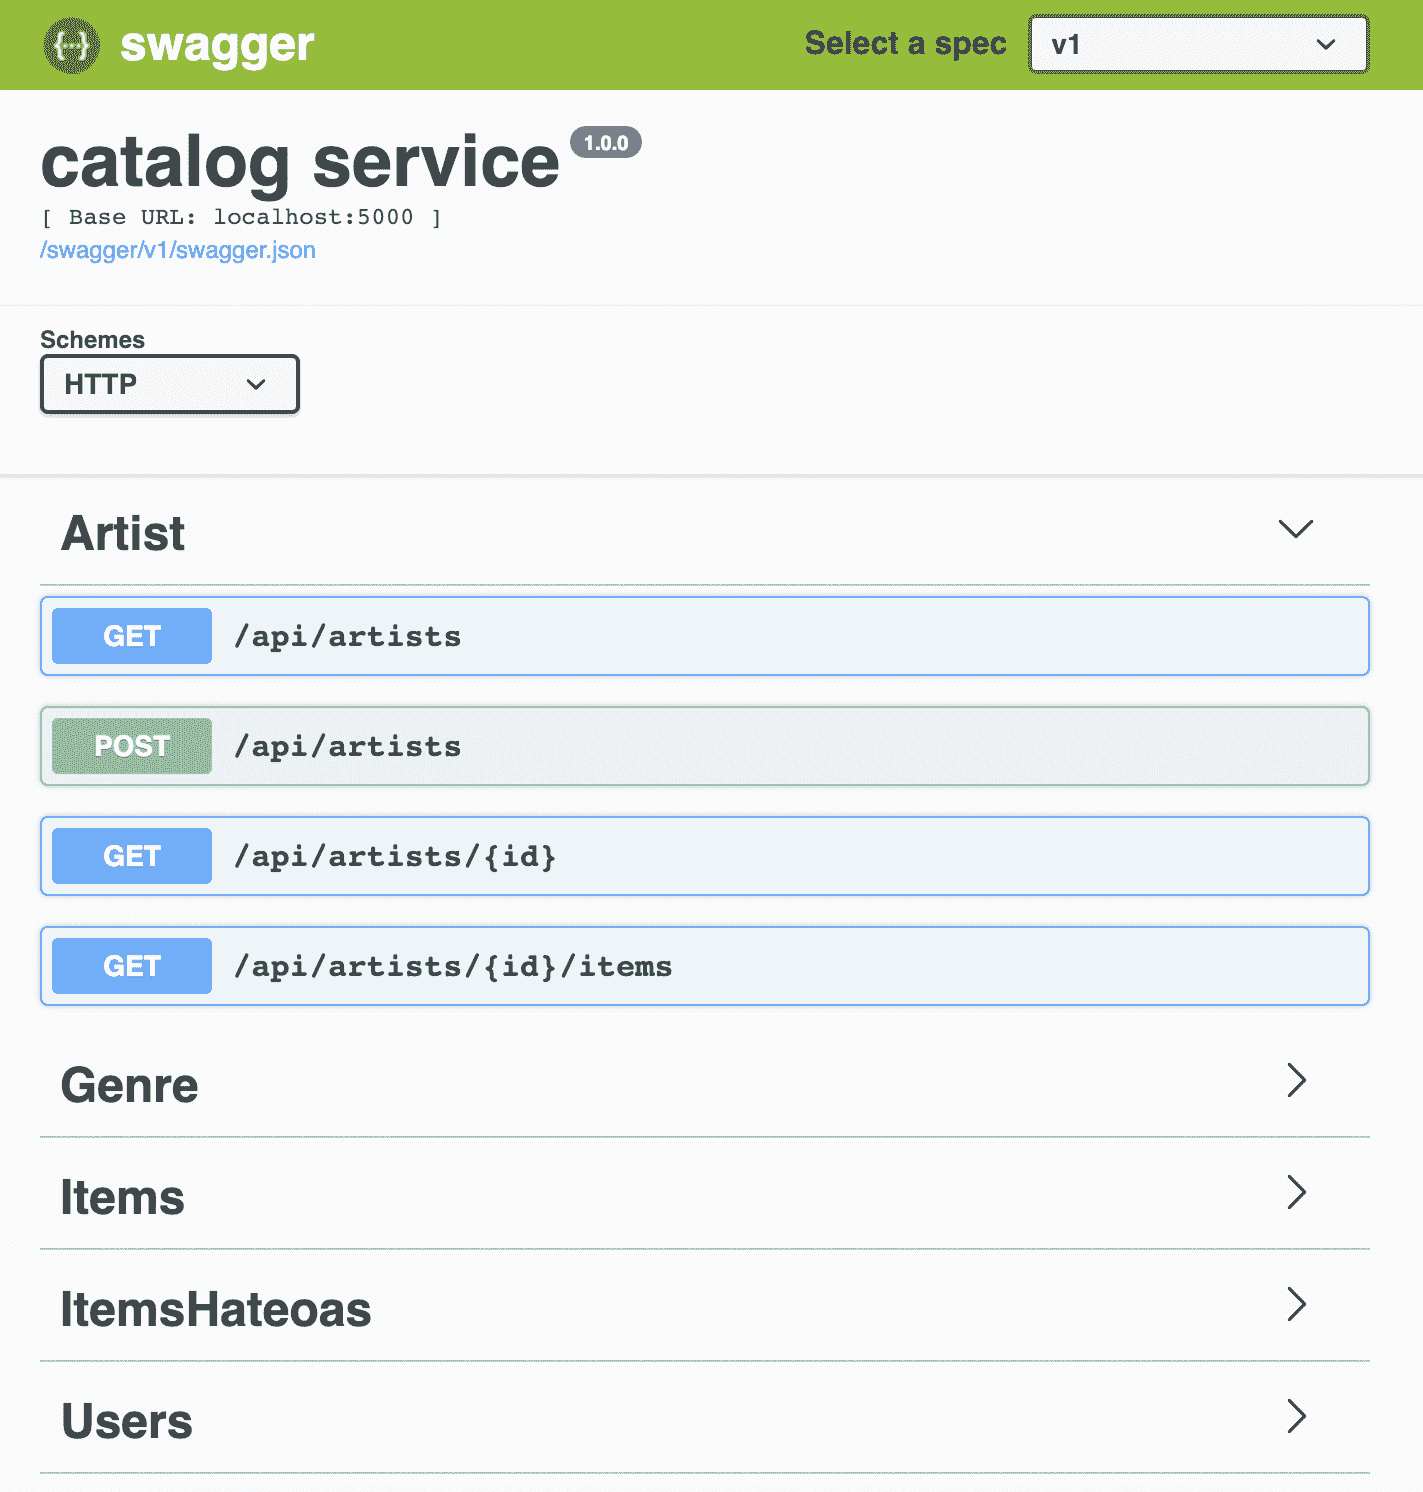 {...} swagger Select a spec v1
catalog service 1.0.0
[ Base URL: localhost:5000 ]
/swagger/v1/swagger.json
Schemes
HTTP
Artist
GET /api/artists
POST /api/artists
GET /api/artists/{id}
GET /api/artists/{id}/items
Genre
Items
ItemsHateoas
Users